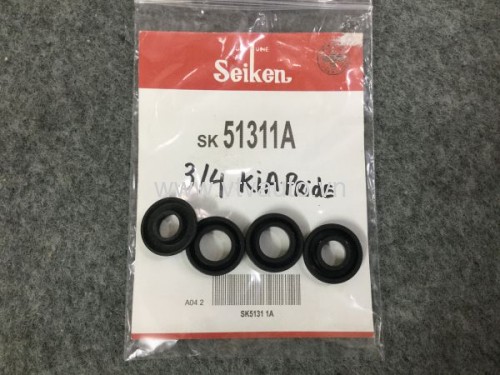 Seiken
SK 51311A
3/4 KiA Pride
A04 2
SK5131 1A